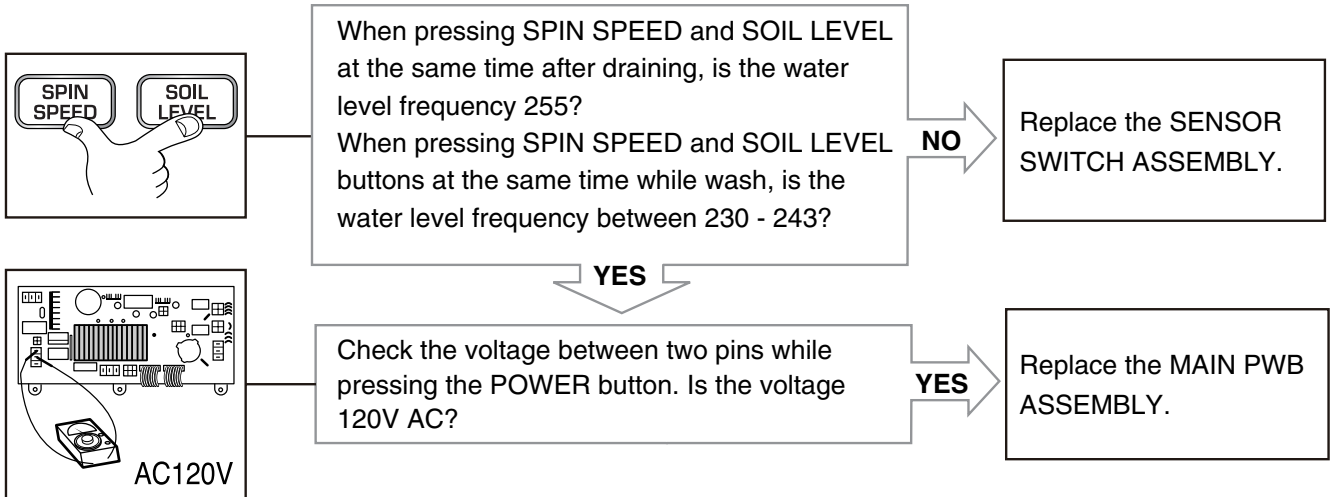 SPIN
SPEED
SOIL
LEVEL
When pressing SPIN SPEED and SOIL LEVEL
at the same time after draining, is the water
level frequency 255?
When pressing SPIN SPEED and SOIL LEVEL
buttons at the same time while wash, is the
water level frequency between 230 - 243?
NO
Replace the SENSOR
SWITCH ASSEMBLY.
YES
AC120V
Check the voltage between two pins while
pressing the POWER button. Is the voltage
120V AC?
YES
Replace the MAIN PWB
ASSEMBLY.